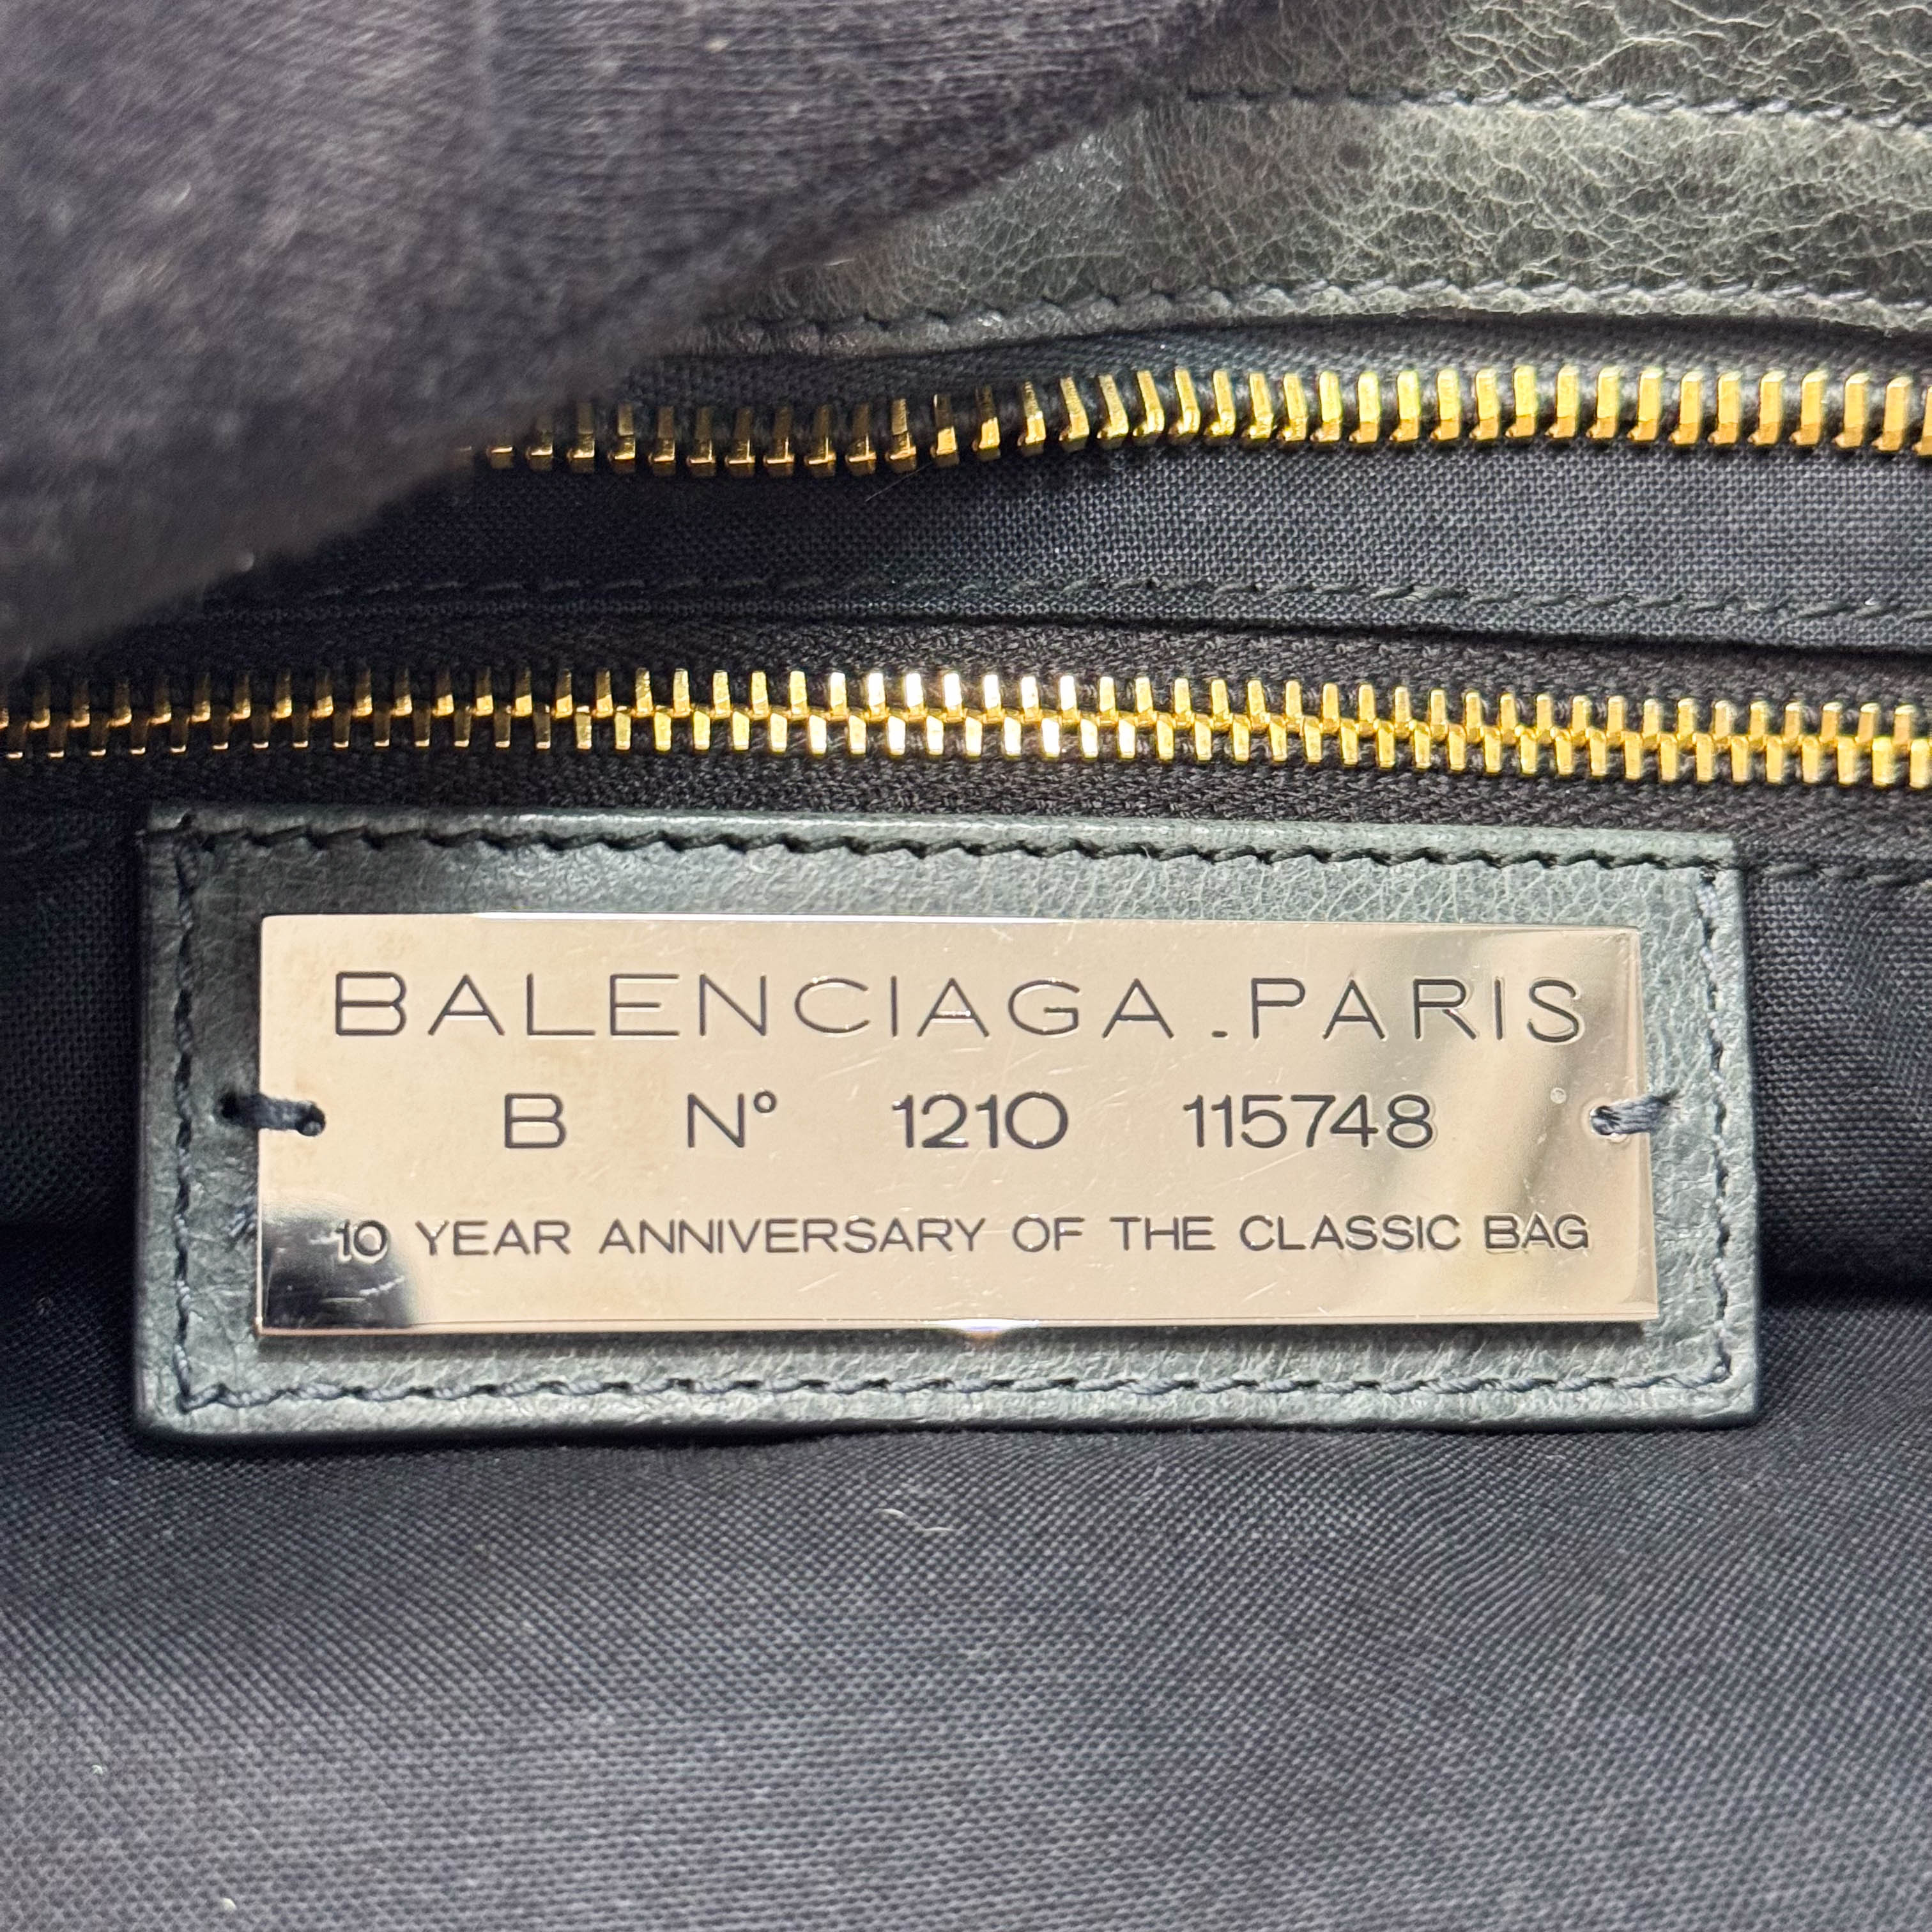 BALENCIAGA.PARIS
B N° 1210 115748
10 YEAR ANNIVERSARY OF THE CLASSIC BAG